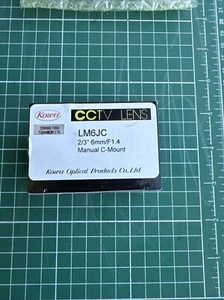 Kowa
CCTV LENS
LM6JC
2/3" 6mm/F1.4
Manual C-Mount
Kowa Optical Products Co.,Ltd.